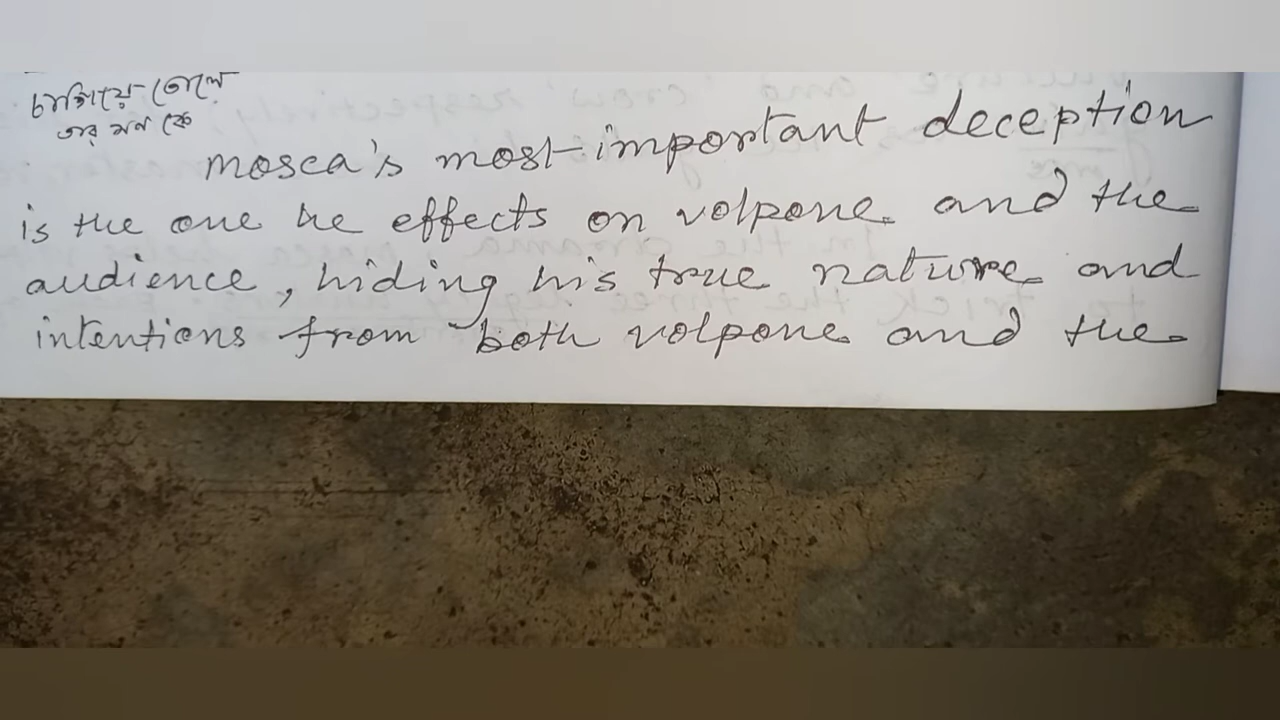 তোলে
তার মন কে
Mosca's most important deception
is the one he effects on volpone and the
audience, hiding his true nature and
intentions from both volpone and the